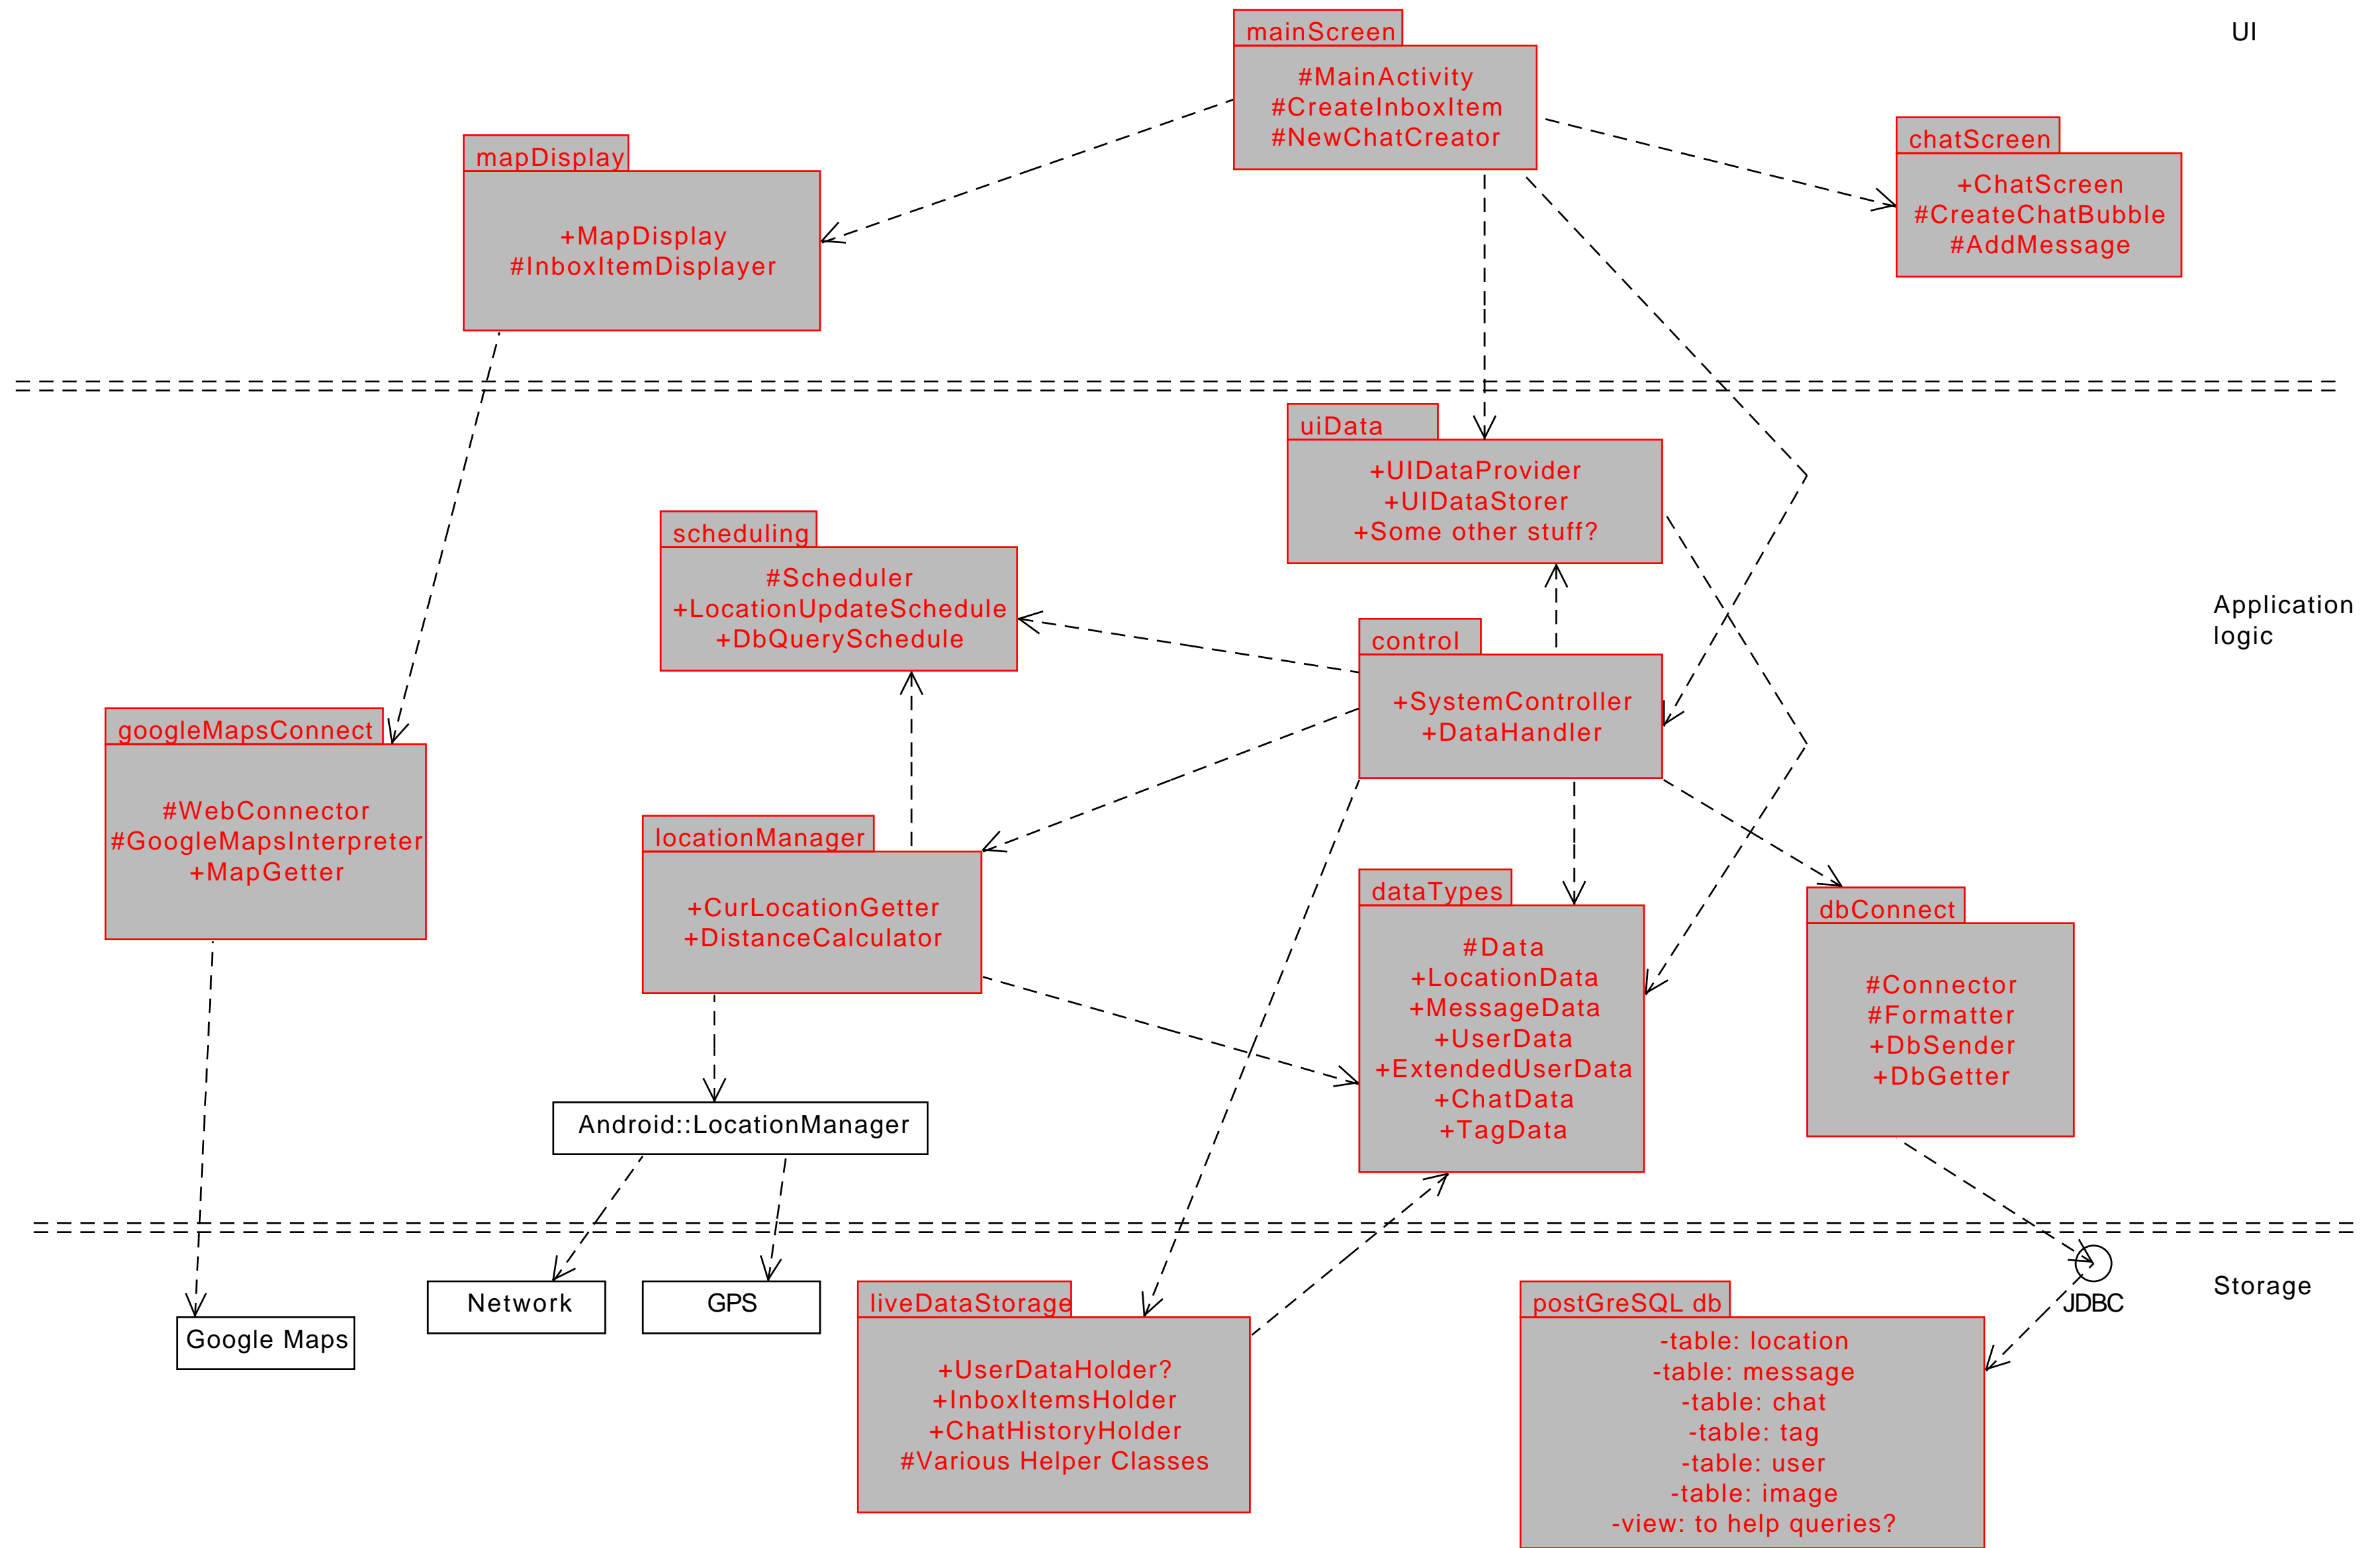 mainScreen
#MainActivity
#CreateInboxItem
#NewChatCreator
UI
mapDisplay
+MapDisplay
#InboxItemDisplayer
chatScreen
+ChatScreen
#CreateChatBubble
#AddMessage
uiData
+UIDataProvider
+UIDataStorer
+Some other stuff?
scheduling
#Scheduler
+LocationUpdateSchedule
+DbQuerySchedule
Application
logic
control
+SystemController
+DataHandler
googleMapsConnect
#WebConnector
#GoogleMapsInterpreter
+MapGetter
locationManager
+CurLocationGetter
+DistanceCalculator
dataTypes
#Data
+LocationData
+MessageData
+UserData
+ExtendedUserData
+ChatData
+TagData
dbConnect
#Connector
#Formatter
+DbSender
+DbGetter
Android::LocationManager
Network
GPS
Google Maps
liveDataStorage
+UserDataHolder?
+InboxItemsHolder
+ChatHistoryHolder
#Various Helper Classes
postGreSQL db
-table: location
-table: message
-table: chat
-table: tag
-table: user
-table: image
-view: to help queries?
JDBC
Storage